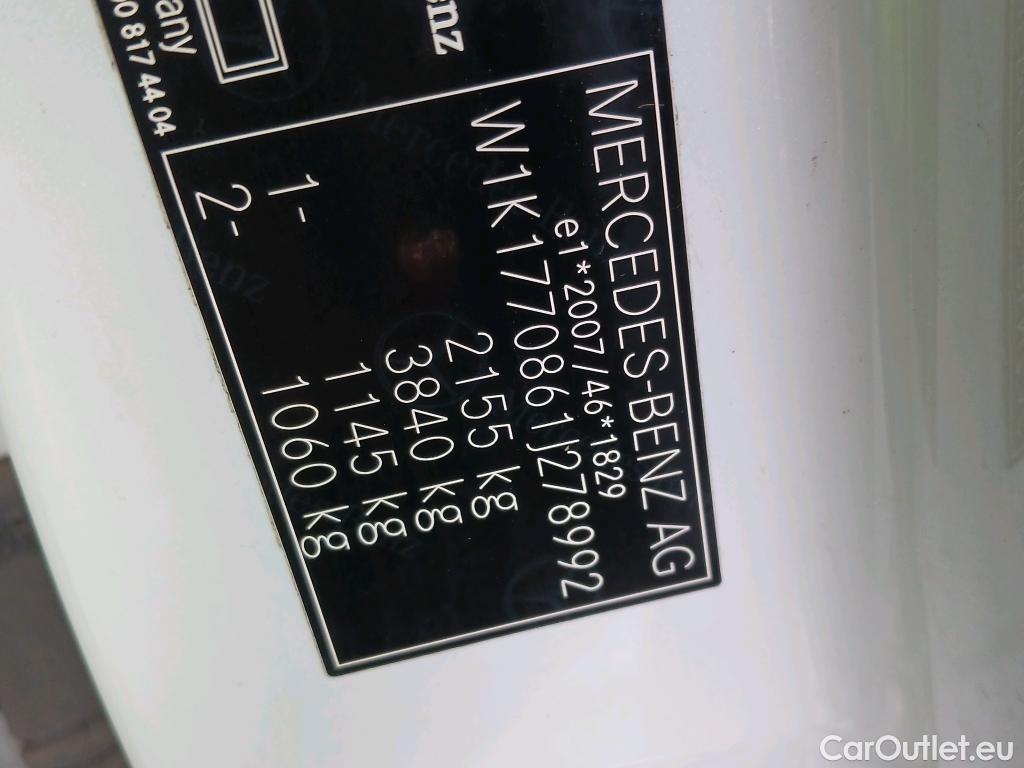 enz
any
00 817 44 04
MERCEDES-BENZ AG
e1*2007/46*1829
W1K1770861J278992
2155 kg
3840 kg
1- 1145 kg
2- 1060 kg
CarOutlet.eu